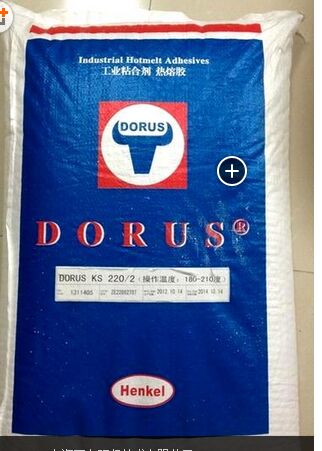 Industrial Hotmelt Adhesives
工业粘合剂 热熔胶
DORUS
DORUS®
DORUS KS 220/2 (操作温度: 180-210度)
1311405 2012.10.14 2014.10.14
Henkel